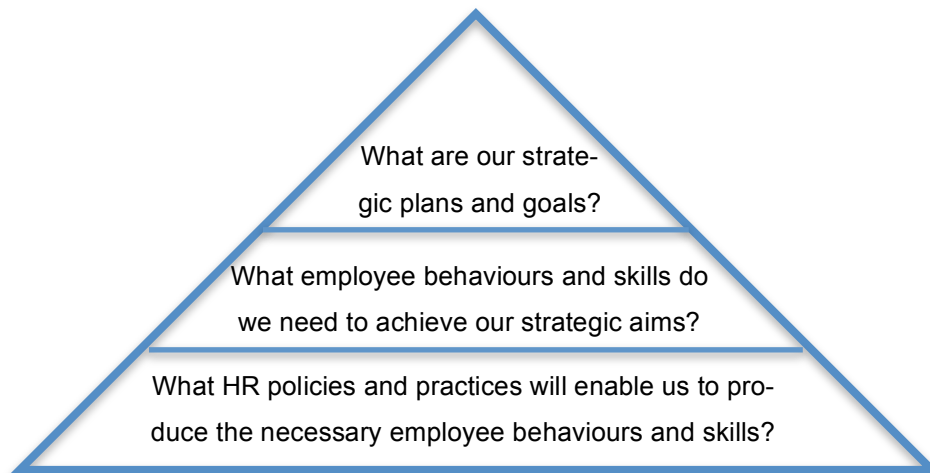 What are our strate-
gic plans and goals?
What employee behaviours and skills do
we need to achieve our strategic aims?
What HR policies and practices will enable us to pro-
duce the necessary employee behaviours and skills?